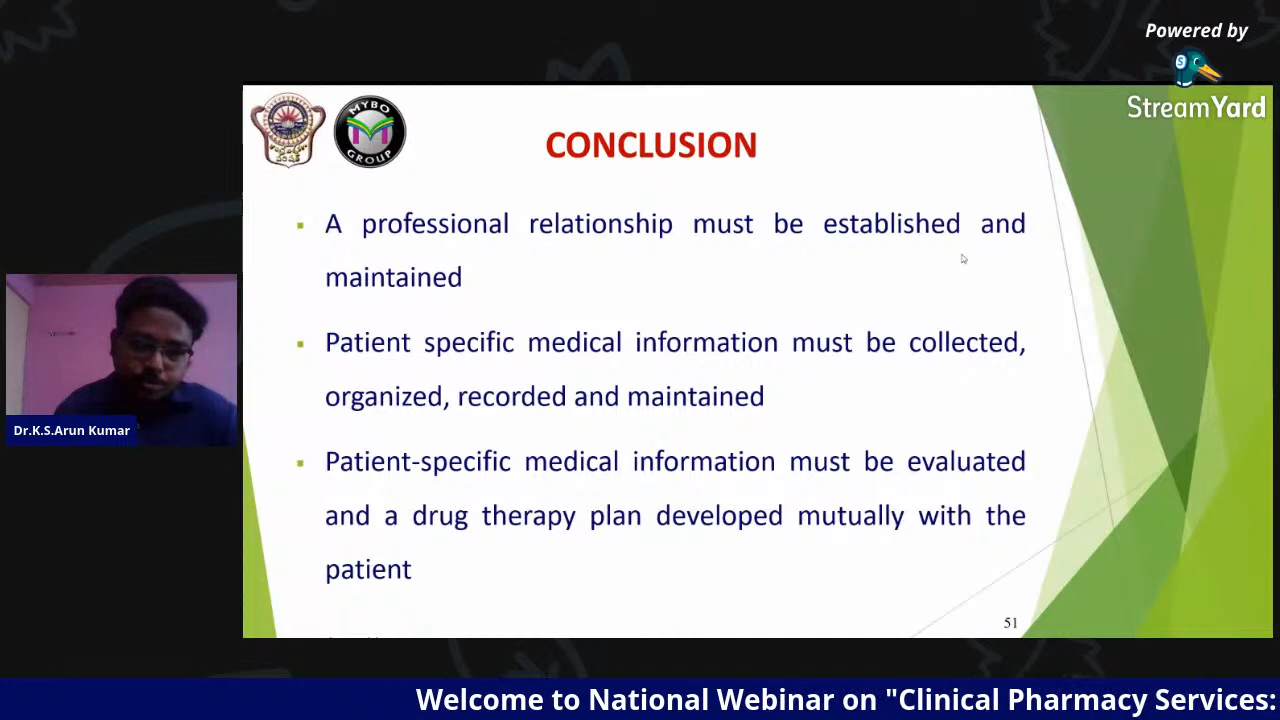 Powered by
StreamYard
MYBO
GROUP
CONCLUSION
A professional relationship must be established and
maintained
Patient specific medical information must be collected,
organized, recorded and maintained
Patient-specific medical information must be evaluated
and a drug therapy plan developed mutually with the
patient
51
Dr.K.S.Arun Kumar
Welcome to National Webinar on "Clinical Pharmacy Services: